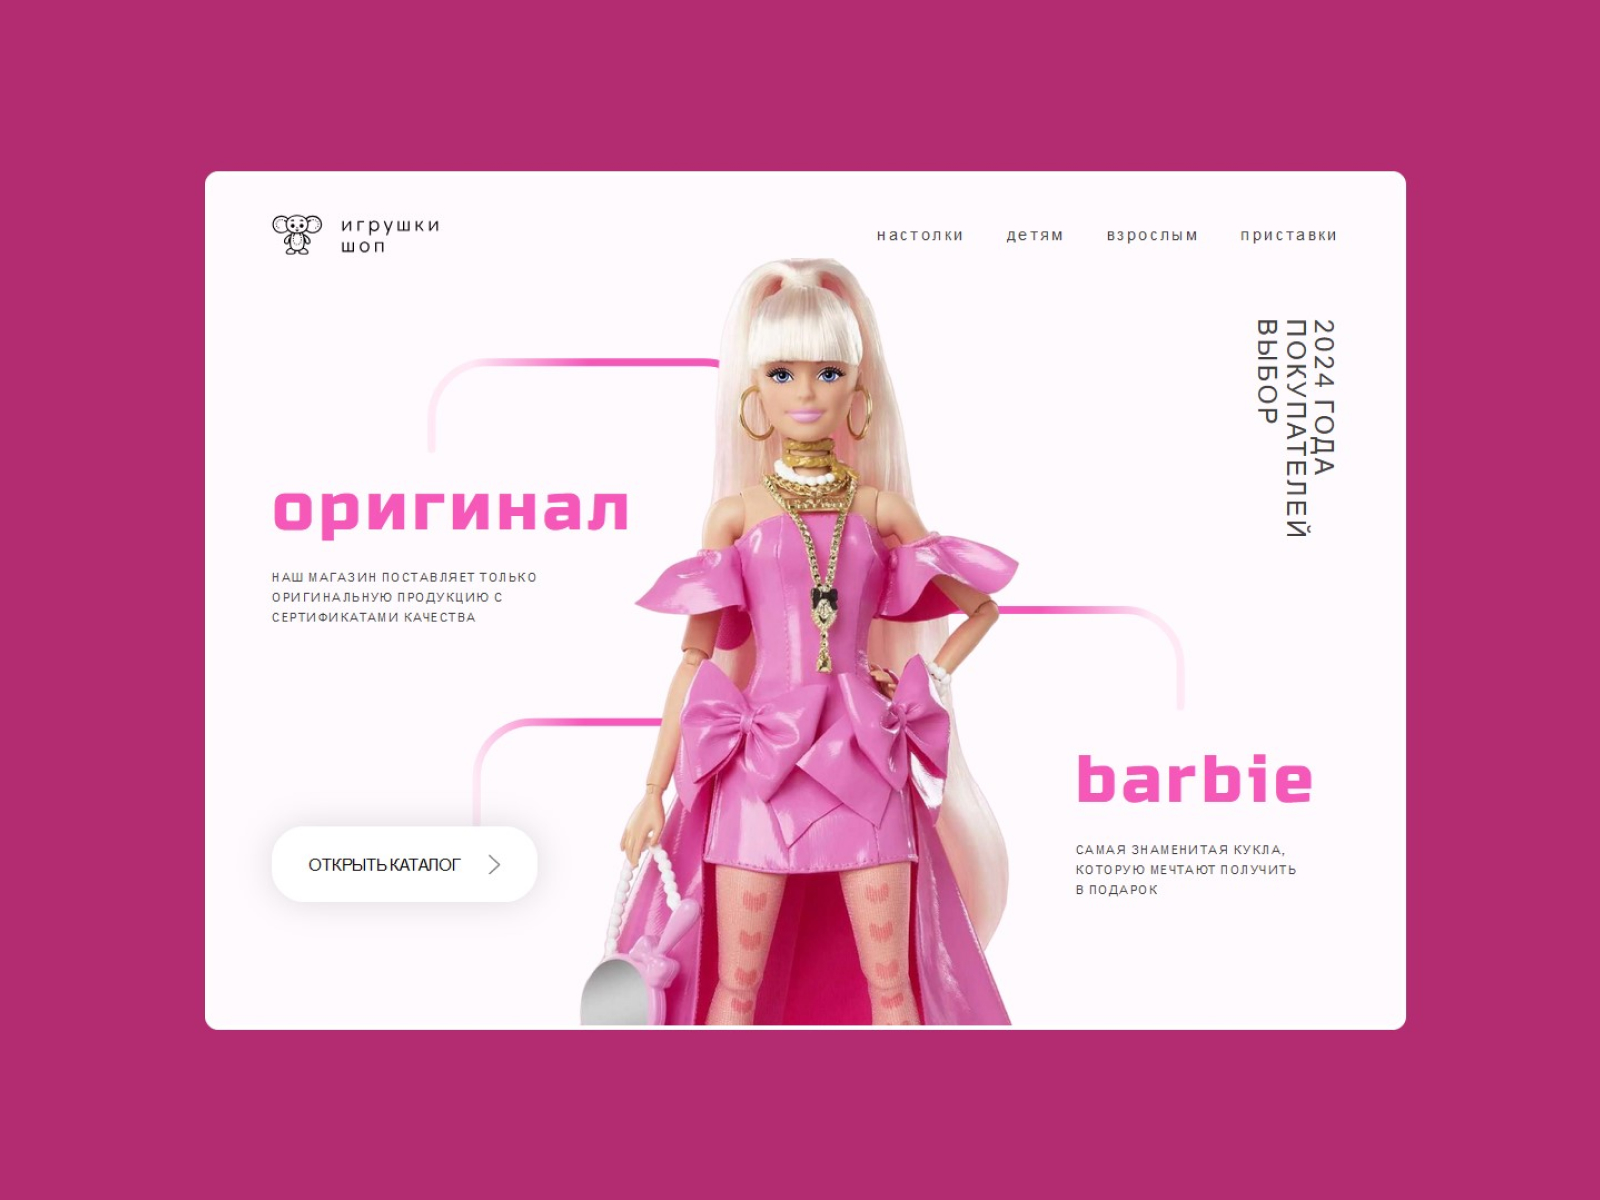 игрушки
шоп
настолки
детям
взрослым
приставки
2024 ГОДА
ПОКУПАТЕЛЕЙ
ВЫБОР
оригинал
НАШ МАГАЗИН ПОСТАВЛЯЕТ ТОЛЬКО
ОРИГИНАЛЬНУЮ ПРОДУКЦИЮ С
СЕРТИФИКАТАМИ КАЧЕСТВА
barbie
САМАЯ ЗНАМЕНИТАЯ КУКЛА,
КОТОРУЮ МЕЧТАЮТ ПОЛУЧИТЬ
В ПОДАРОК
ОТКРЫТЬ КАТАЛОГ